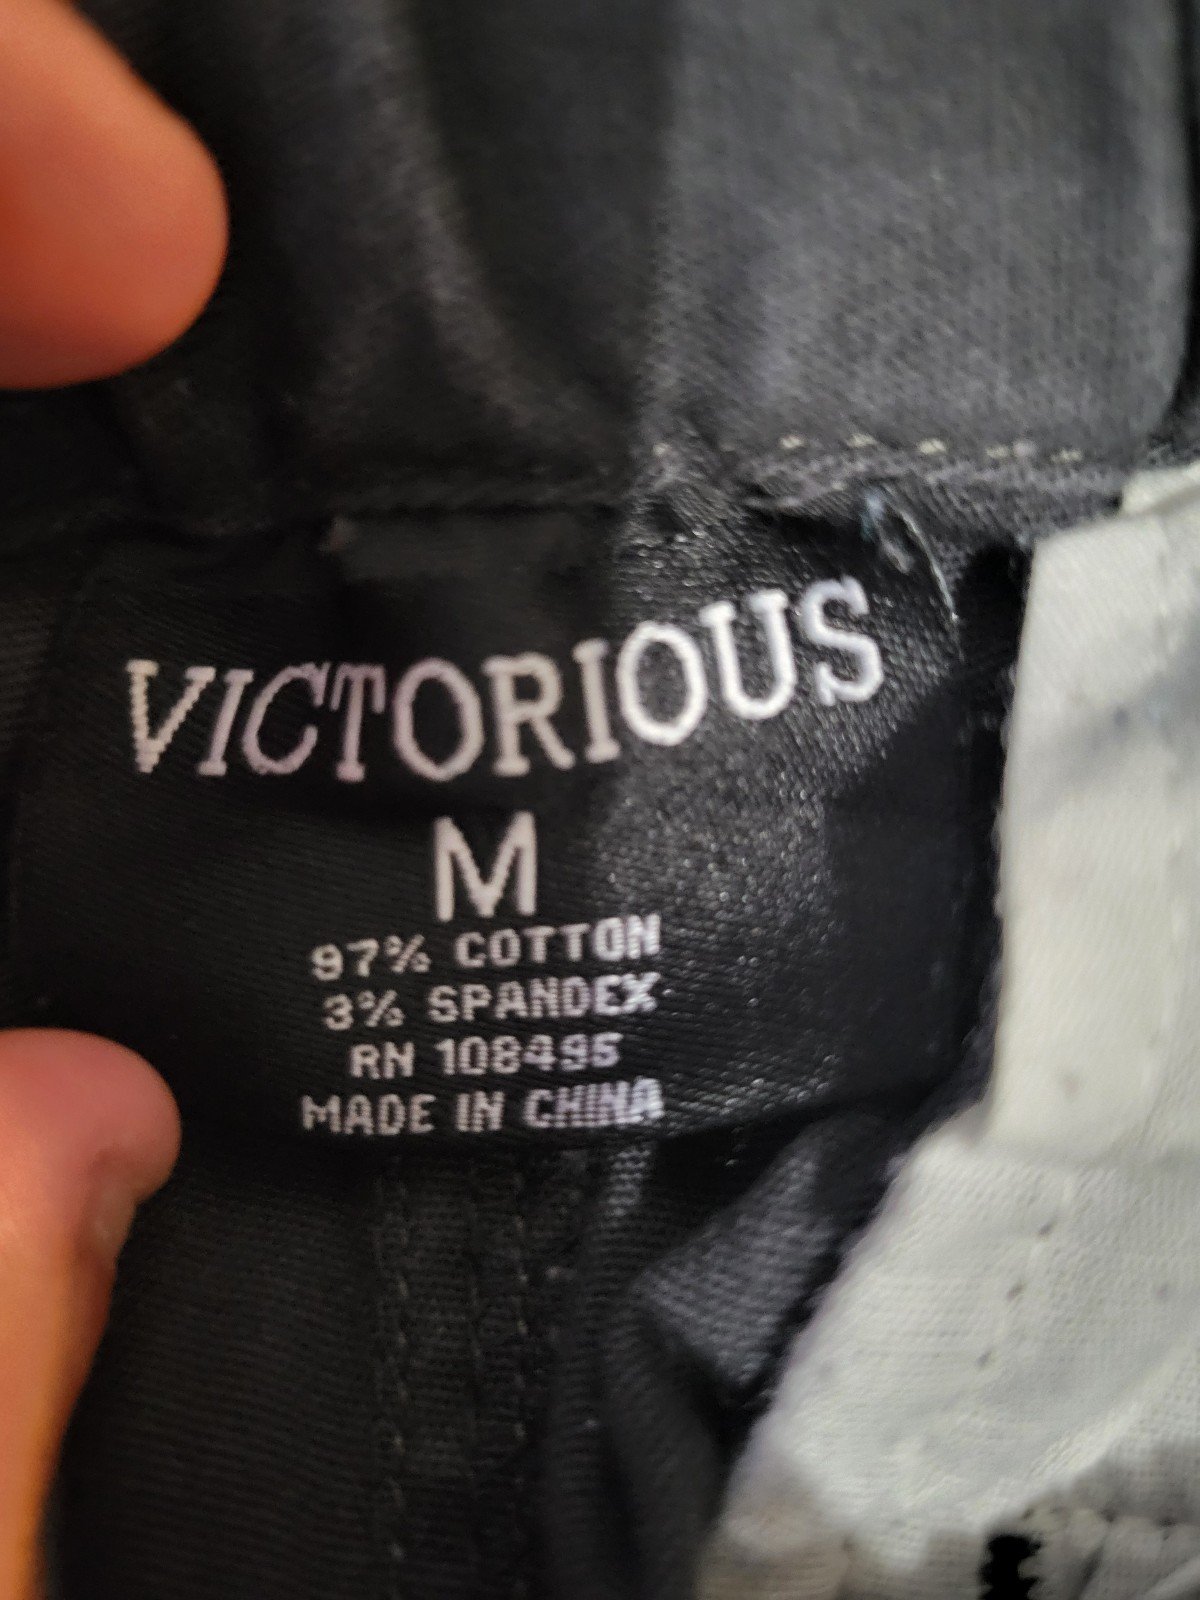 VICTORIOUS
M
97% COTTON
3% SPANDEX
RN 108495
MADE IN CHINA